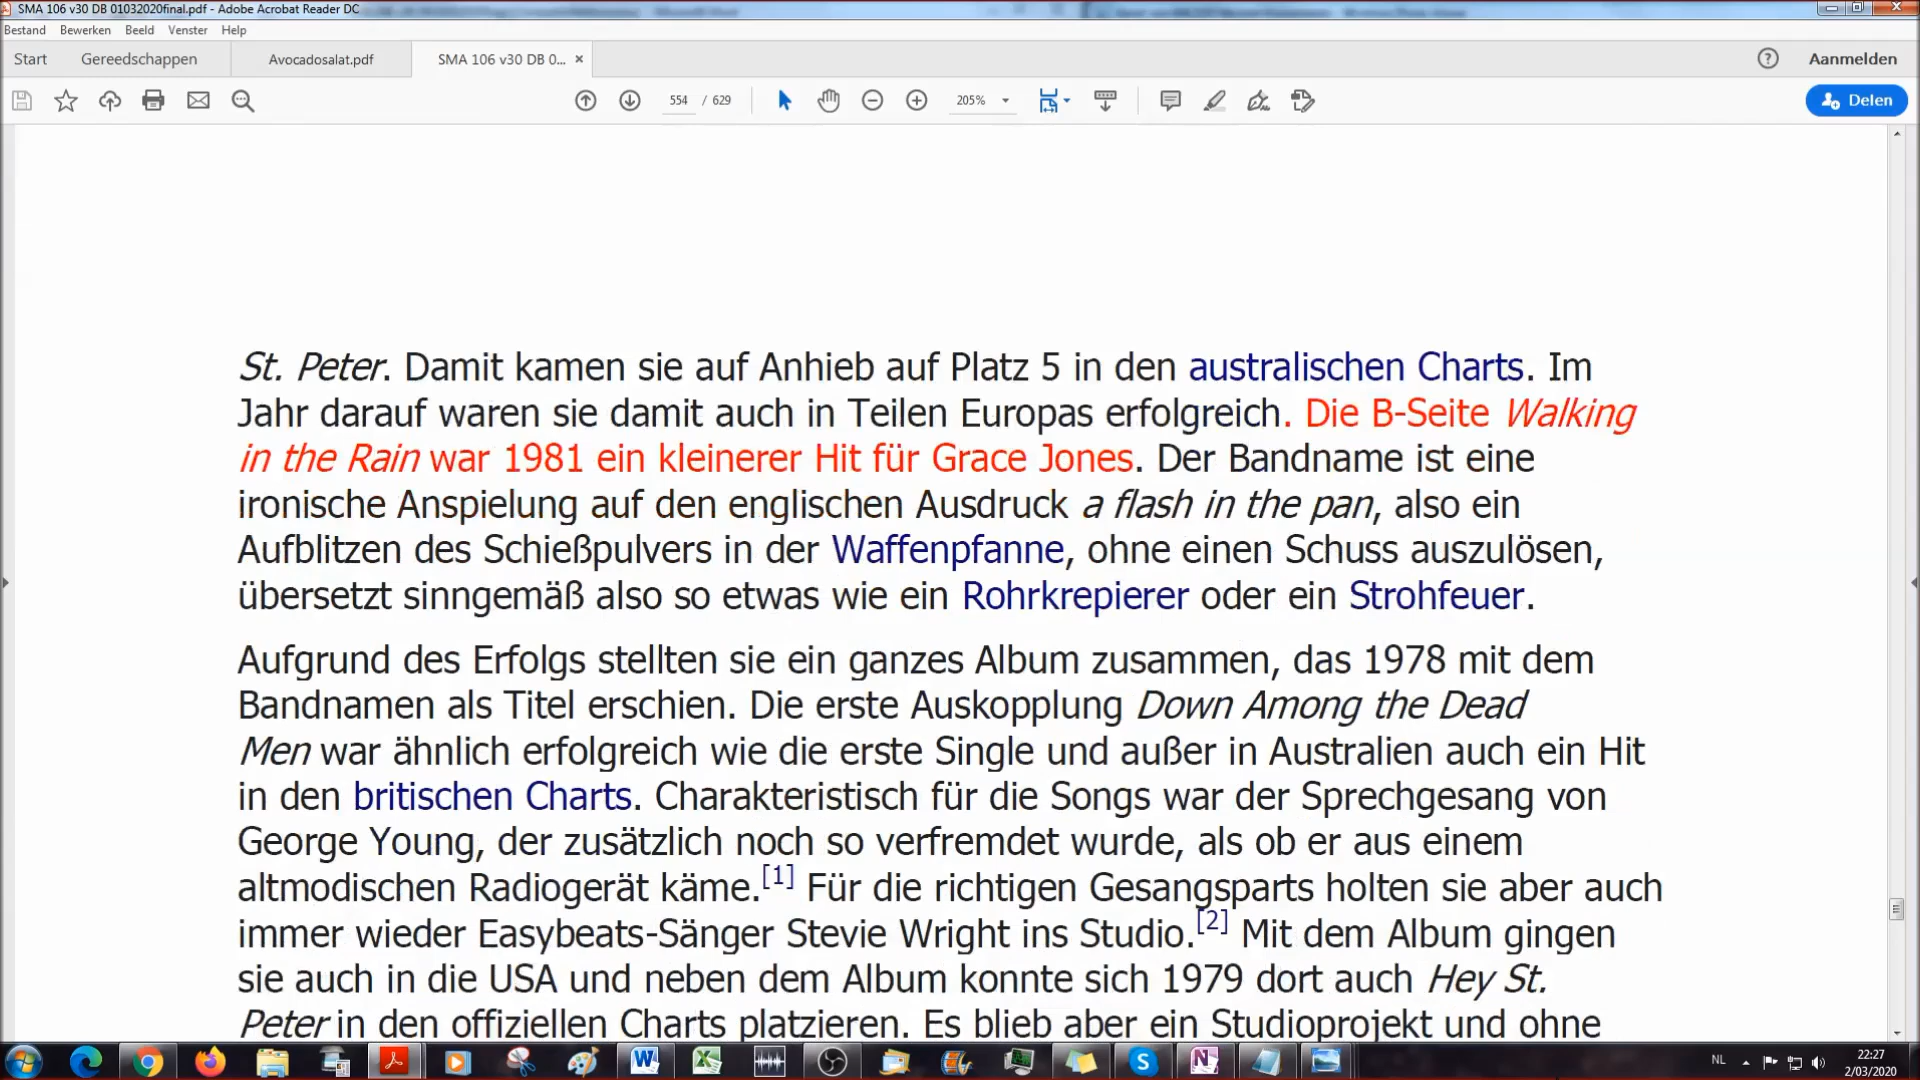 SMA 106 v30 DB 01032020final.pdf - Adobe Acrobat Reader DC
Bestand Bewerken Beeld Venster Help
Start Gereedschappen Avocadosalat.pdf SMA 106 v30 DB 0... × ? Aanmelden
554 / 629 205% Delen
St. Peter. Damit kamen sie auf Anhieb auf Platz 5 in den australischen Charts. Im
Jahr darauf waren sie damit auch in Teilen Europas erfolgreich. Die B-Seite Walking
in the Rain war 1981 ein kleinerer Hit für Grace Jones. Der Bandname ist eine
ironische Anspielung auf den englischen Ausdruck a flash in the pan, also ein
Aufblitzen des Schießpulvers in der Waffenpfanne, ohne einen Schuss auszulösen,
übersetzt sinngemäß also so etwas wie ein Rohrkrepierer oder ein Strohfeuer.
Aufgrund des Erfolgs stellten sie ein ganzes Album zusammen, das 1978 mit dem
Bandnamen als Titel erschien. Die erste Auskopplung Down Among the Dead
Men war ähnlich erfolgreich wie die erste Single und außer in Australien auch ein Hit
in den britischen Charts. Charakteristisch für die Songs war der Sprechgesang von
George Young, der zusätzlich noch so verfremdet wurde, als ob er aus einem
altmodischen Radiogerät käme.[1] Für die richtigen Gesangsparts holten sie aber auch
immer wieder Easybeats-Sänger Stevie Wright ins Studio.[2] Mit dem Album gingen
sie auch in die USA und neben dem Album konnte sich 1979 dort auch Hey St.
Peter in den offiziellen Charts platzieren. Es blieb aber ein Studioprojekt und ohne
NL 22:27
2/03/2020